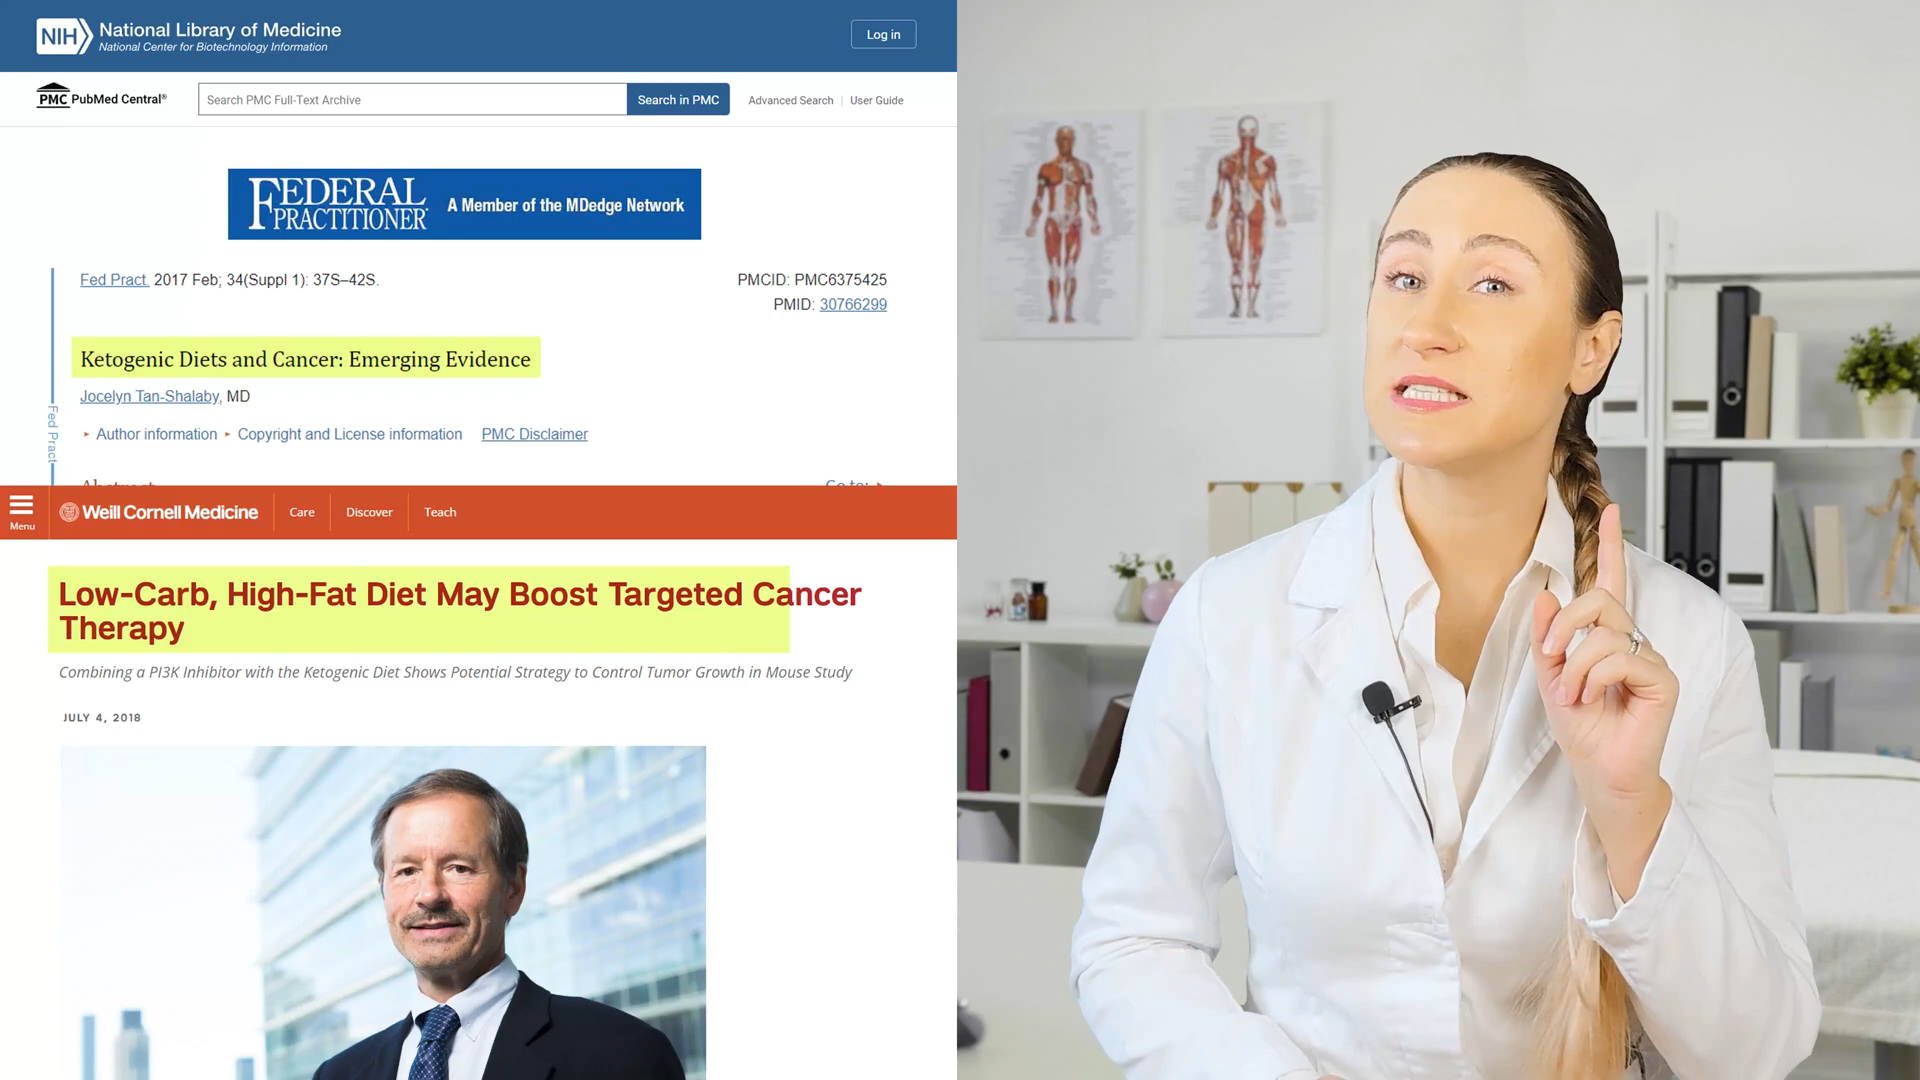 NIH National Library of Medicine
National Center for Biotechnology Information
Log in
PMC PubMed Central®
Search PMC Full-Text Archive
Search in PMC
Advanced Search
User Guide
FEDERAL
PRACTITIONER
A Member of the MDedge Network
Fed Pract. 2017 Feb; 34(Suppl 1): 37S–42S.
PMCID: PMC6375425
PMID: 30766299
Ketogenic Diets and Cancer: Emerging Evidence
Jocelyn Tan-Shalaby, MD
Author information
Copyright and License information
PMC Disclaimer
Fed Pract
Abstract
Go to:
Menu
Weill Cornell Medicine
Care
Discover
Teach
Low-Carb, High-Fat Diet May Boost Targeted Cancer
Therapy
Combining a PI3K Inhibitor with the Ketogenic Diet Shows Potential Strategy to Control Tumor Growth in Mouse Study
JULY 4, 2018